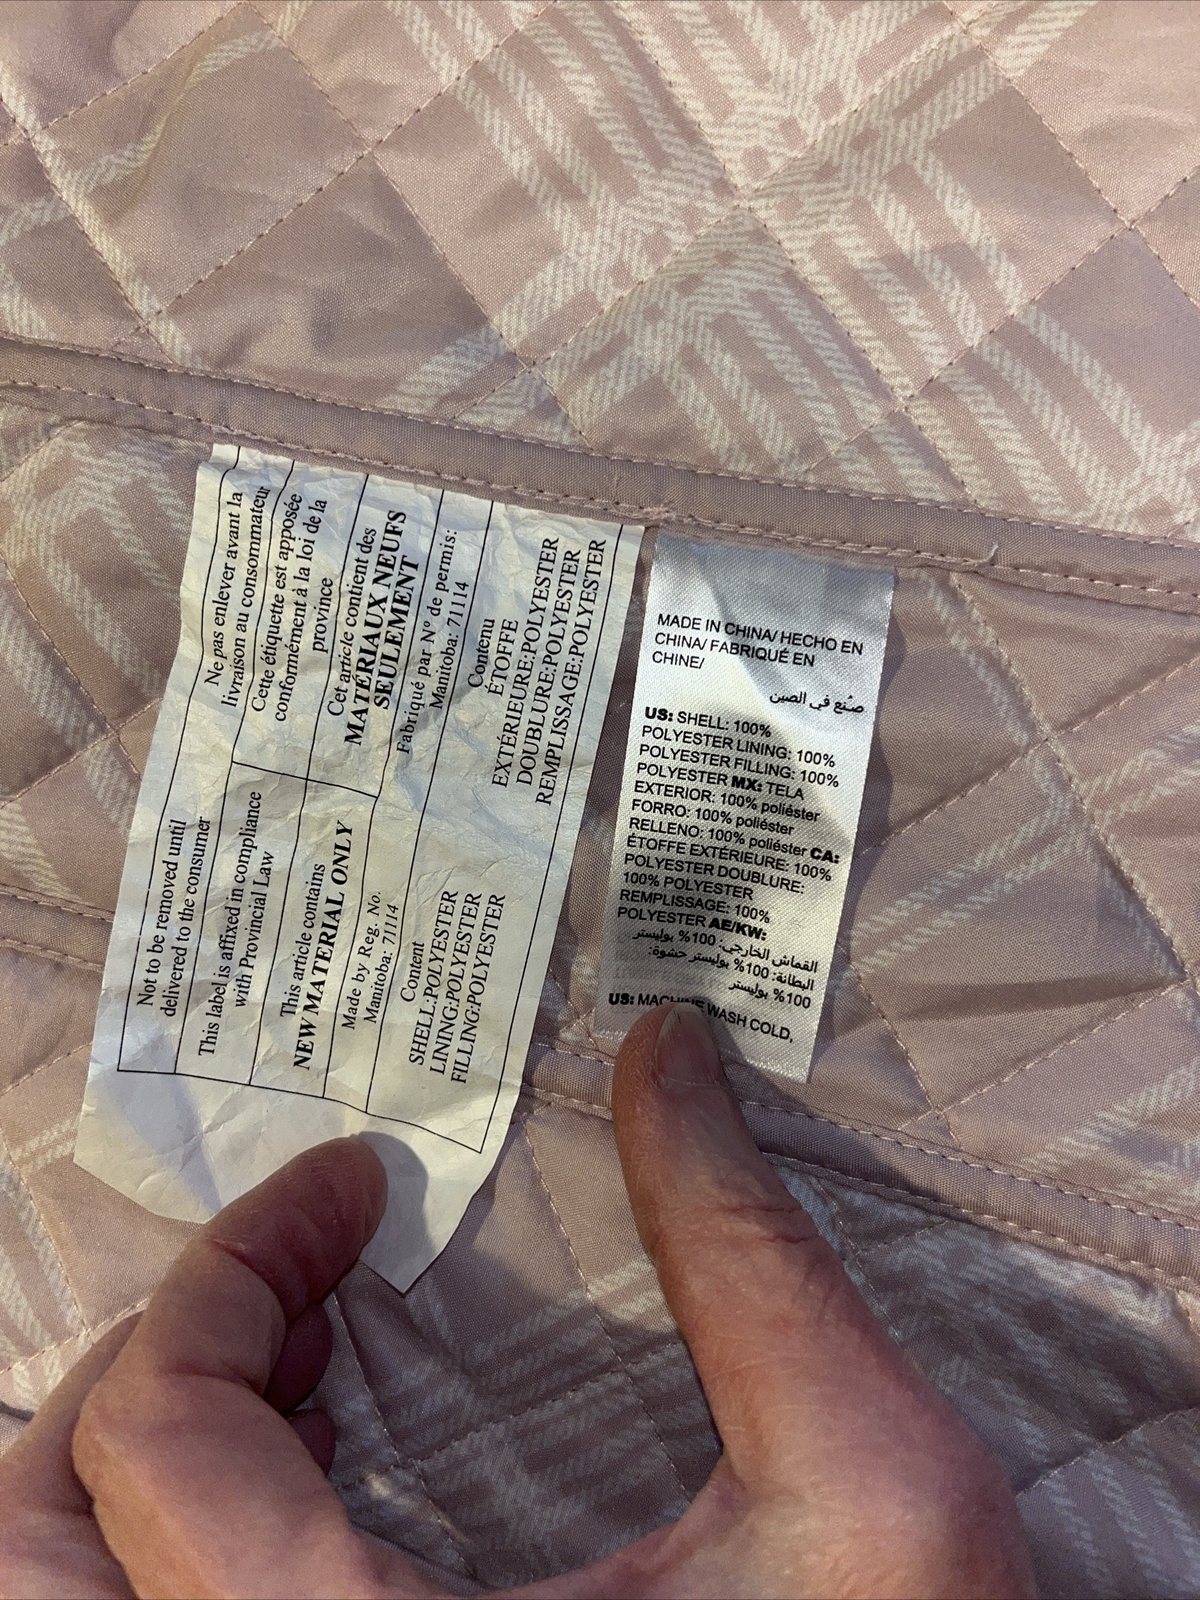 Ne pas enlever avant la
livraison au consommateur
Cette étiquette est apposée
conformément à la loi de la
province
Cet article contient des
MATÉRIAUX NEUFS
SEULEMENT
Fabriqué par Nº de permis:
Manitoba: 71114
Contenu
ÉTOFFE
EXTÉRIEURE:POLYESTER
DOUBLURE:POLYESTER
REMPLISSAGE:POLYESTER
Not to be removed until
delivered to the consumer
This label is affixed in compliance
with Provincial Law
This article contains
NEW MATERIAL ONLY
Made by Reg. No.
Manitoba: 71114
Content
SHELL:POLYESTER
LINING:POLYESTER
FILLING:POLYESTER
MADE IN CHINA/ HECHO EN
CHINA/ FABRIQUÉ EN
CHINE/
صُنع في الصين
US: SHELL: 100%
POLYESTER LINING: 100%
POLYESTER FILLING: 100%
POLYESTER MX: TELA
EXTERIOR: 100% poliéster
FORRO: 100% poliéster
RELLENO: 100% poliéster CA:
ÉTOFFE EXTÉRIEURE: 100%
POLYESTER DOUBLURE:
100% POLYESTER
REMPLISSAGE: 100%
POLYESTER AE/KW:
القماش الخارجي: 100% بوليستر
البطانة: 100% بوليستر حشوة:
100% بوليستر
US: MACHINE WASH COLD,